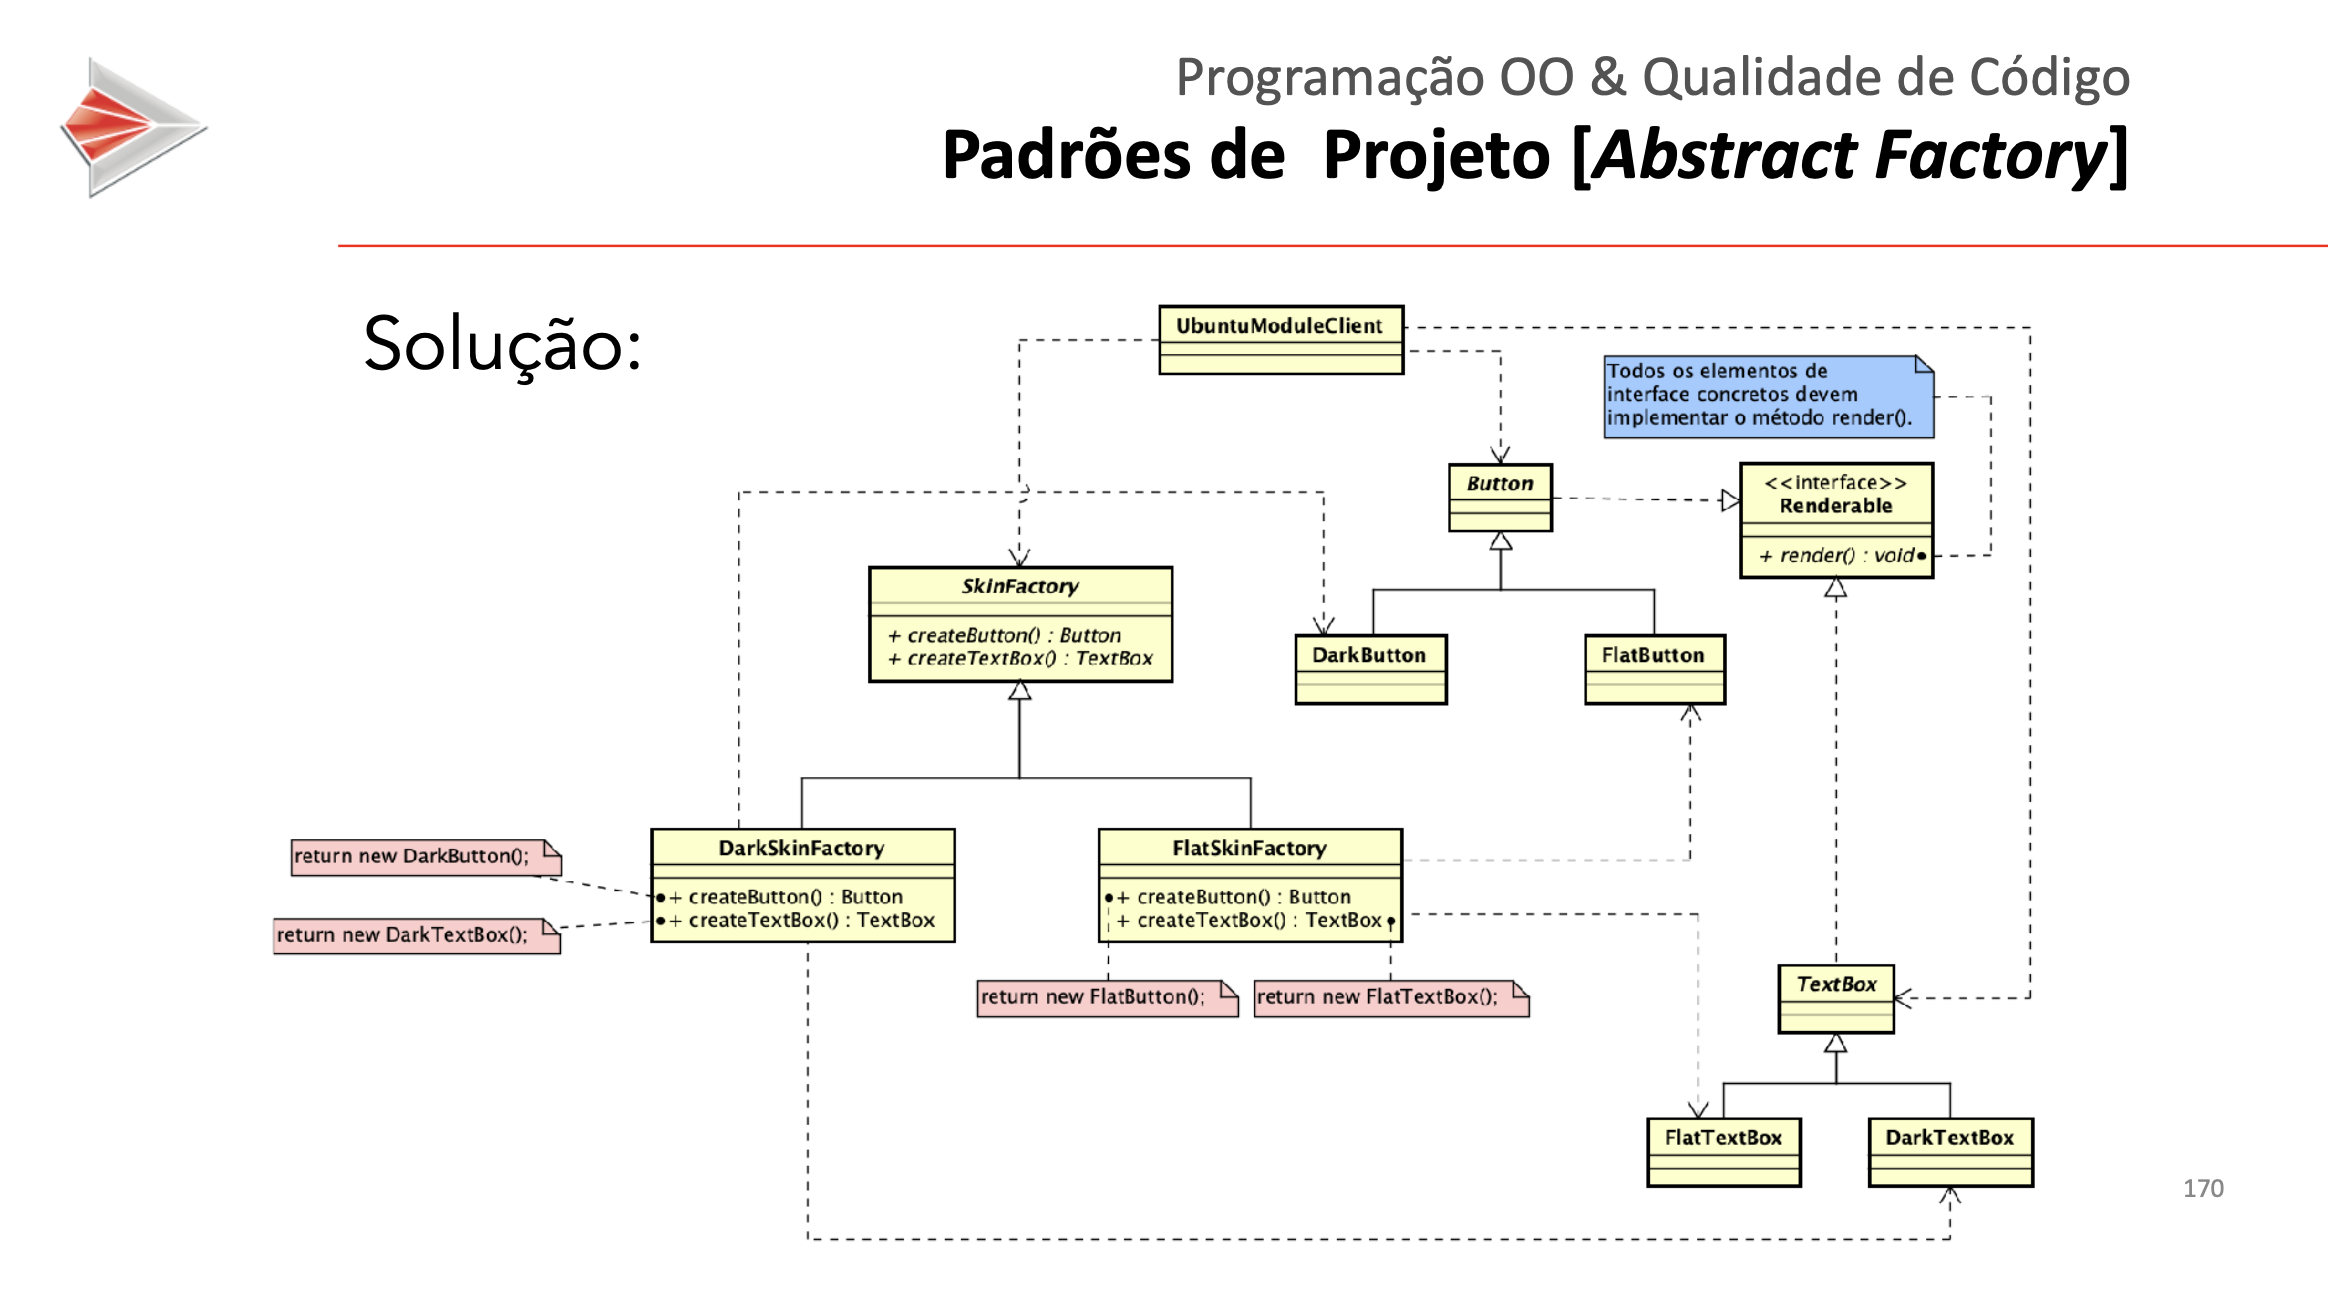 Programação OO & Qualidade de Código
Padrões de  Projeto [Abstract Factory]
Solução:
UbuntuModuleClient
Todos os elementos de
interface concretos devem
implementar o método render().
Button
<<interface>>
Renderable
+ render() : void
SkinFactory
+ createButton() : Button
+ createTextBox() : TextBox
DarkButton
FlatButton
return new DarkButton();
return new DarkTextBox();
DarkSkinFactory
+ createButton() : Button
+ createTextBox() : TextBox
FlatSkinFactory
+ createButton() : Button
+ createTextBox() : TextBox
return new FlatButton();
return new FlatTextBox();
TextBox
FlatTextBox
DarkTextBox
170